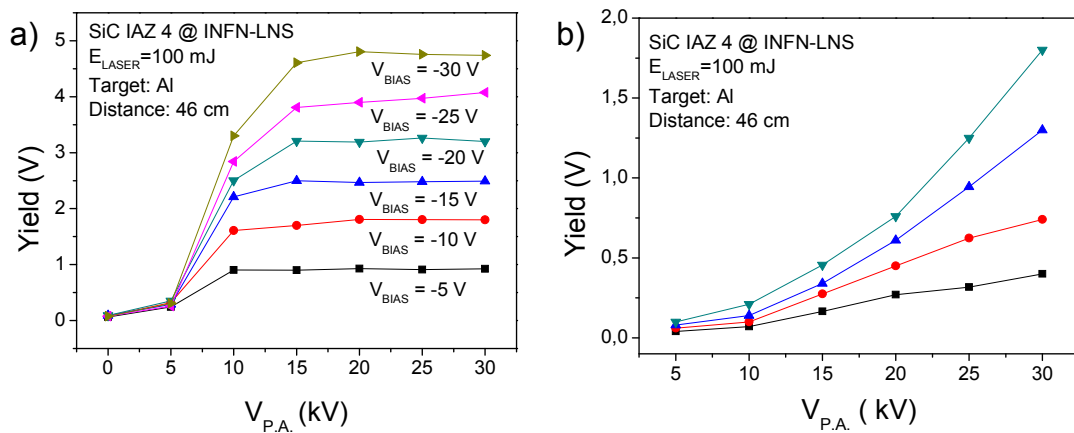 a)
SiC IAZ 4 @ INFN-LNS
E_LASER=100 mJ
Target: Al
Distance: 46 cm
V_BIAS = -30 V
V_BIAS = -25 V
V_BIAS = -20 V
V_BIAS = -15 V
V_BIAS = -10 V
V_BIAS = -5 V
Yield (V)
5
4
3
2
1
0
0 5 10 15 20 25 30
V_P.A. (kV)
b)
SiC IAZ 4 @ INFN-LNS
E_LASER=100 mJ
Target: Al
Distance: 46 cm
Yield (V)
2,0
1,5
1,0
0,5
0,0
5 10 15 20 25 30
V_P.A. ( kV)